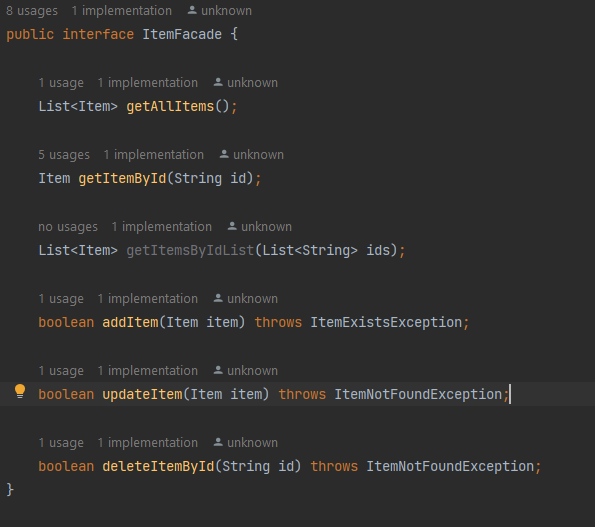 8 usages 1 implementation unknown
public interface ItemFacade {
1 usage 1 implementation unknown
List<Item> getAllItems();
5 usages 1 implementation unknown
Item getItemById(String id);
no usages 1 implementation unknown
List<Item> getItemsByIdList(List<String> ids);
1 usage 1 implementation unknown
boolean addItem(Item item) throws ItemExistsException;
1 usage 1 implementation unknown
boolean updateItem(Item item) throws ItemNotFoundException;
1 usage 1 implementation unknown
boolean deleteItemById(String id) throws ItemNotFoundException;
}